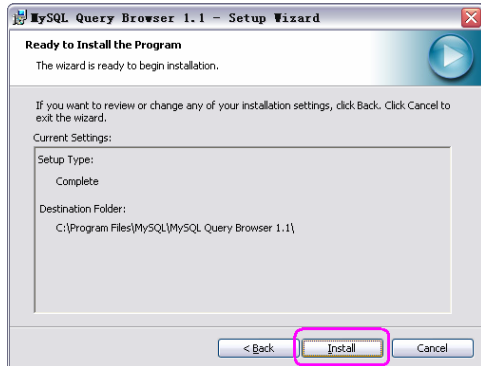 MySQL Query Browser 1.1 - Setup Wizard
Ready to Install the Program
The wizard is ready to begin installation.
If you want to review or change any of your installation settings, click Back. Click Cancel to
exit the wizard.
Current Settings:
Setup Type:
Complete
Destination Folder:
C:\Program Files\MySQL\MySQL Query Browser 1.1\
< Back
Install
Cancel